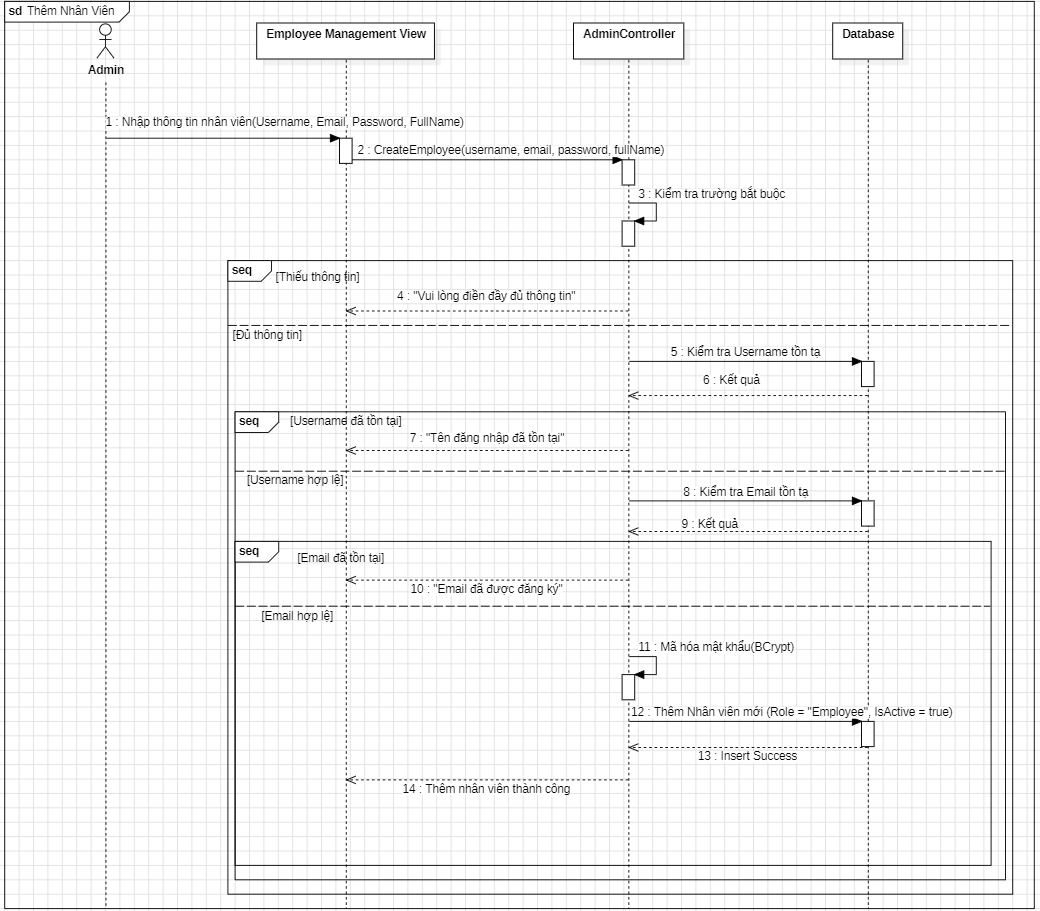 sd Thêm Nhân Viên
Admin
Employee Management View
AdminController
Database
1 : Nhập thông tin nhân viên(Username, Email, Password, FullName)
2 : CreateEmployee(username, email, password, fullName)
3 : Kiểm tra trường bắt buộc
seq
[Thiếu thông tin]
4 : "Vui lòng điền đầy đủ thông tin"
[Đủ thông tin]
5 : Kiểm tra Username tồn tạ
6 : Kết quả
seq
[Username đã tồn tại]
7 : "Tên đăng nhập đã tồn tại"
[Username hợp lệ]
8 : Kiểm tra Email tồn tạ
9 : Kết quả
seq
[Email đã tồn tại]
10 : "Email đã được đăng ký"
[Email hợp lệ]
11 : Mã hóa mật khẩu(BCrypt)
12 : Thêm Nhân viên mới (Role = "Employee", IsActive = true)
13 : Insert Success
14 : Thêm nhân viên thành công